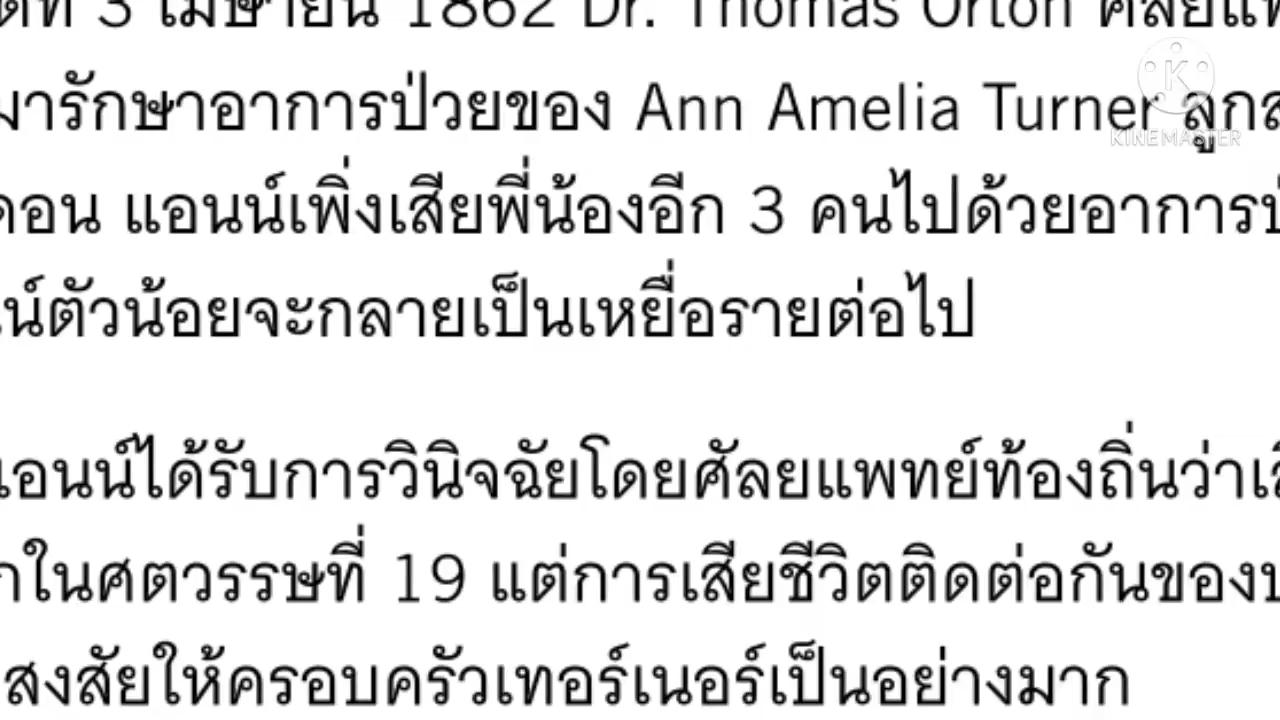 ที่ 3 เมษายน 1862 Dr. Thomas Orton ศัลยแพ
มารักษาอาการป่วยของ Ann Amelia Turner ลูกส
ดอน แอนน์เพิ่งเสียพี่น้องอีก 3 คนไปด้วยอาการป
นน์ตัวน้อยจะกลายเป็นเหยื่อรายต่อไป
แอนน์ได้รับการวินิจฉัยโดยศัลยแพทย์ท้องถิ่นว่าเสี
กในศตวรรษที่ 19 แต่การเสียชีวิตติดต่อกันของบ
สงสัยให้ครอบครัวเทอร์เนอร์เป็นอย่างมาก
KINEMASTER